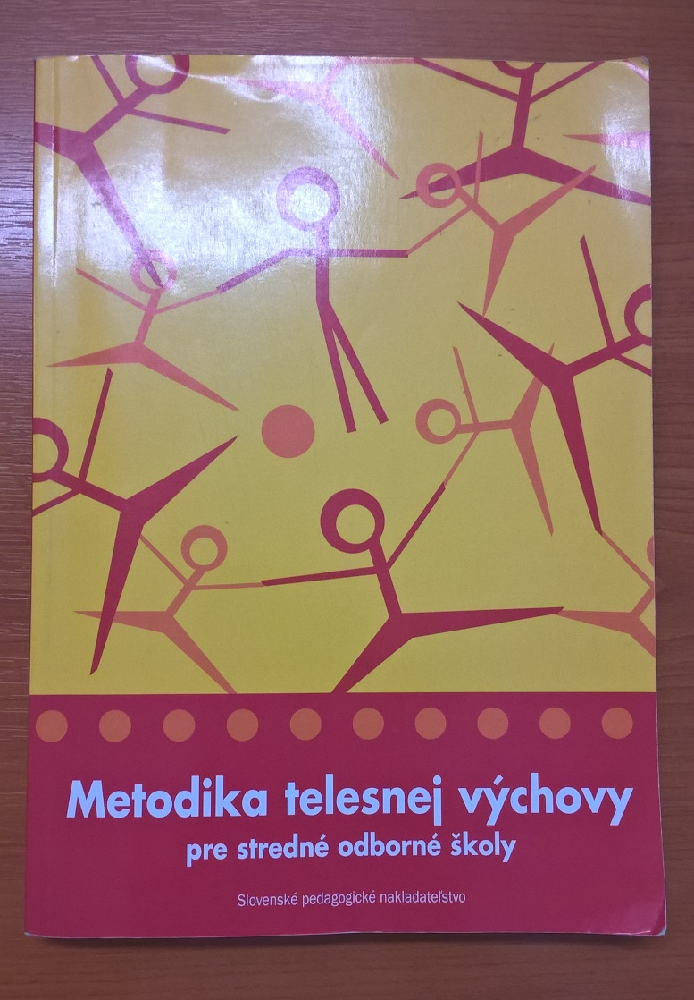 Metodika telesnej výchovy
pre stredné odborné školy
Slovenské pedagogické nakladateľstvo